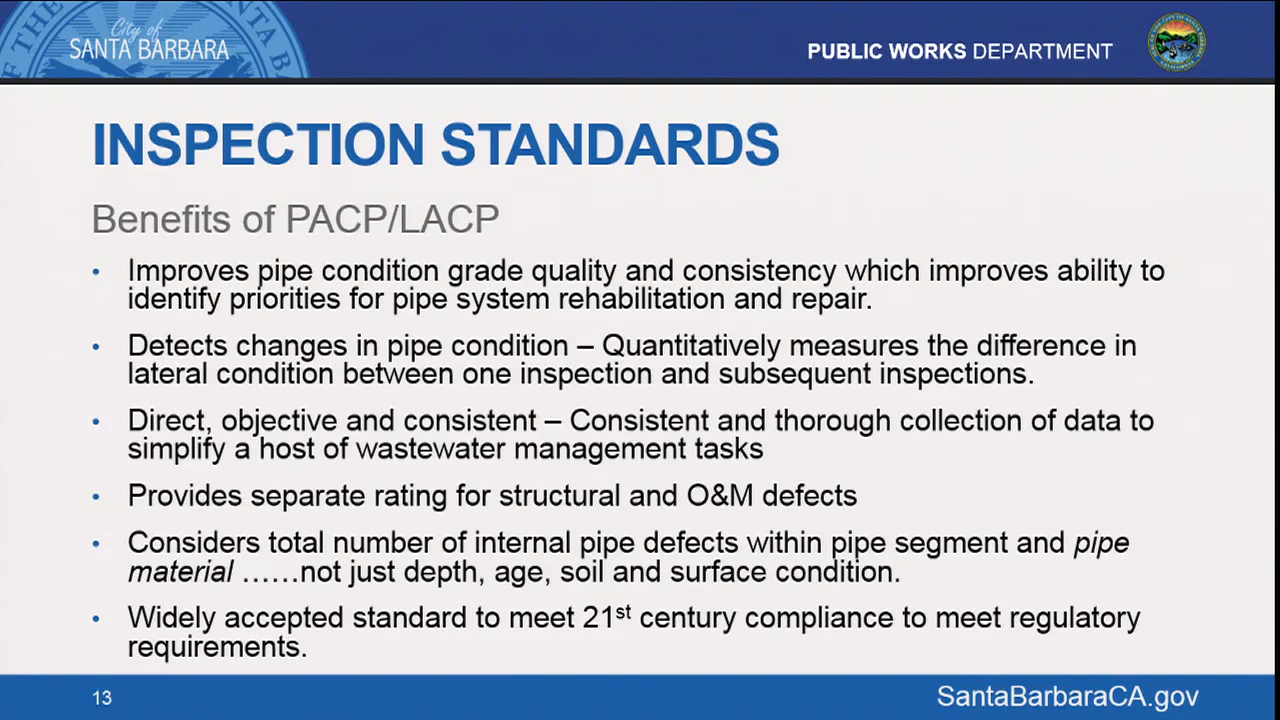 City of
SANTA BARBARA
PUBLIC WORKS DEPARTMENT
INSPECTION STANDARDS
Benefits of PACP/LACP
• Improves pipe condition grade quality and consistency which improves ability to
identify priorities for pipe system rehabilitation and repair.
• Detects changes in pipe condition – Quantitatively measures the difference in
lateral condition between one inspection and subsequent inspections.
• Direct, objective and consistent – Consistent and thorough collection of data to
simplify a host of wastewater management tasks
• Provides separate rating for structural and O&M defects
• Considers total number of internal pipe defects within pipe segment and pipe
material ……not just depth, age, soil and surface condition.
• Widely accepted standard to meet 21st century compliance to meet regulatory
requirements.
13
SantaBarbaraCA.gov